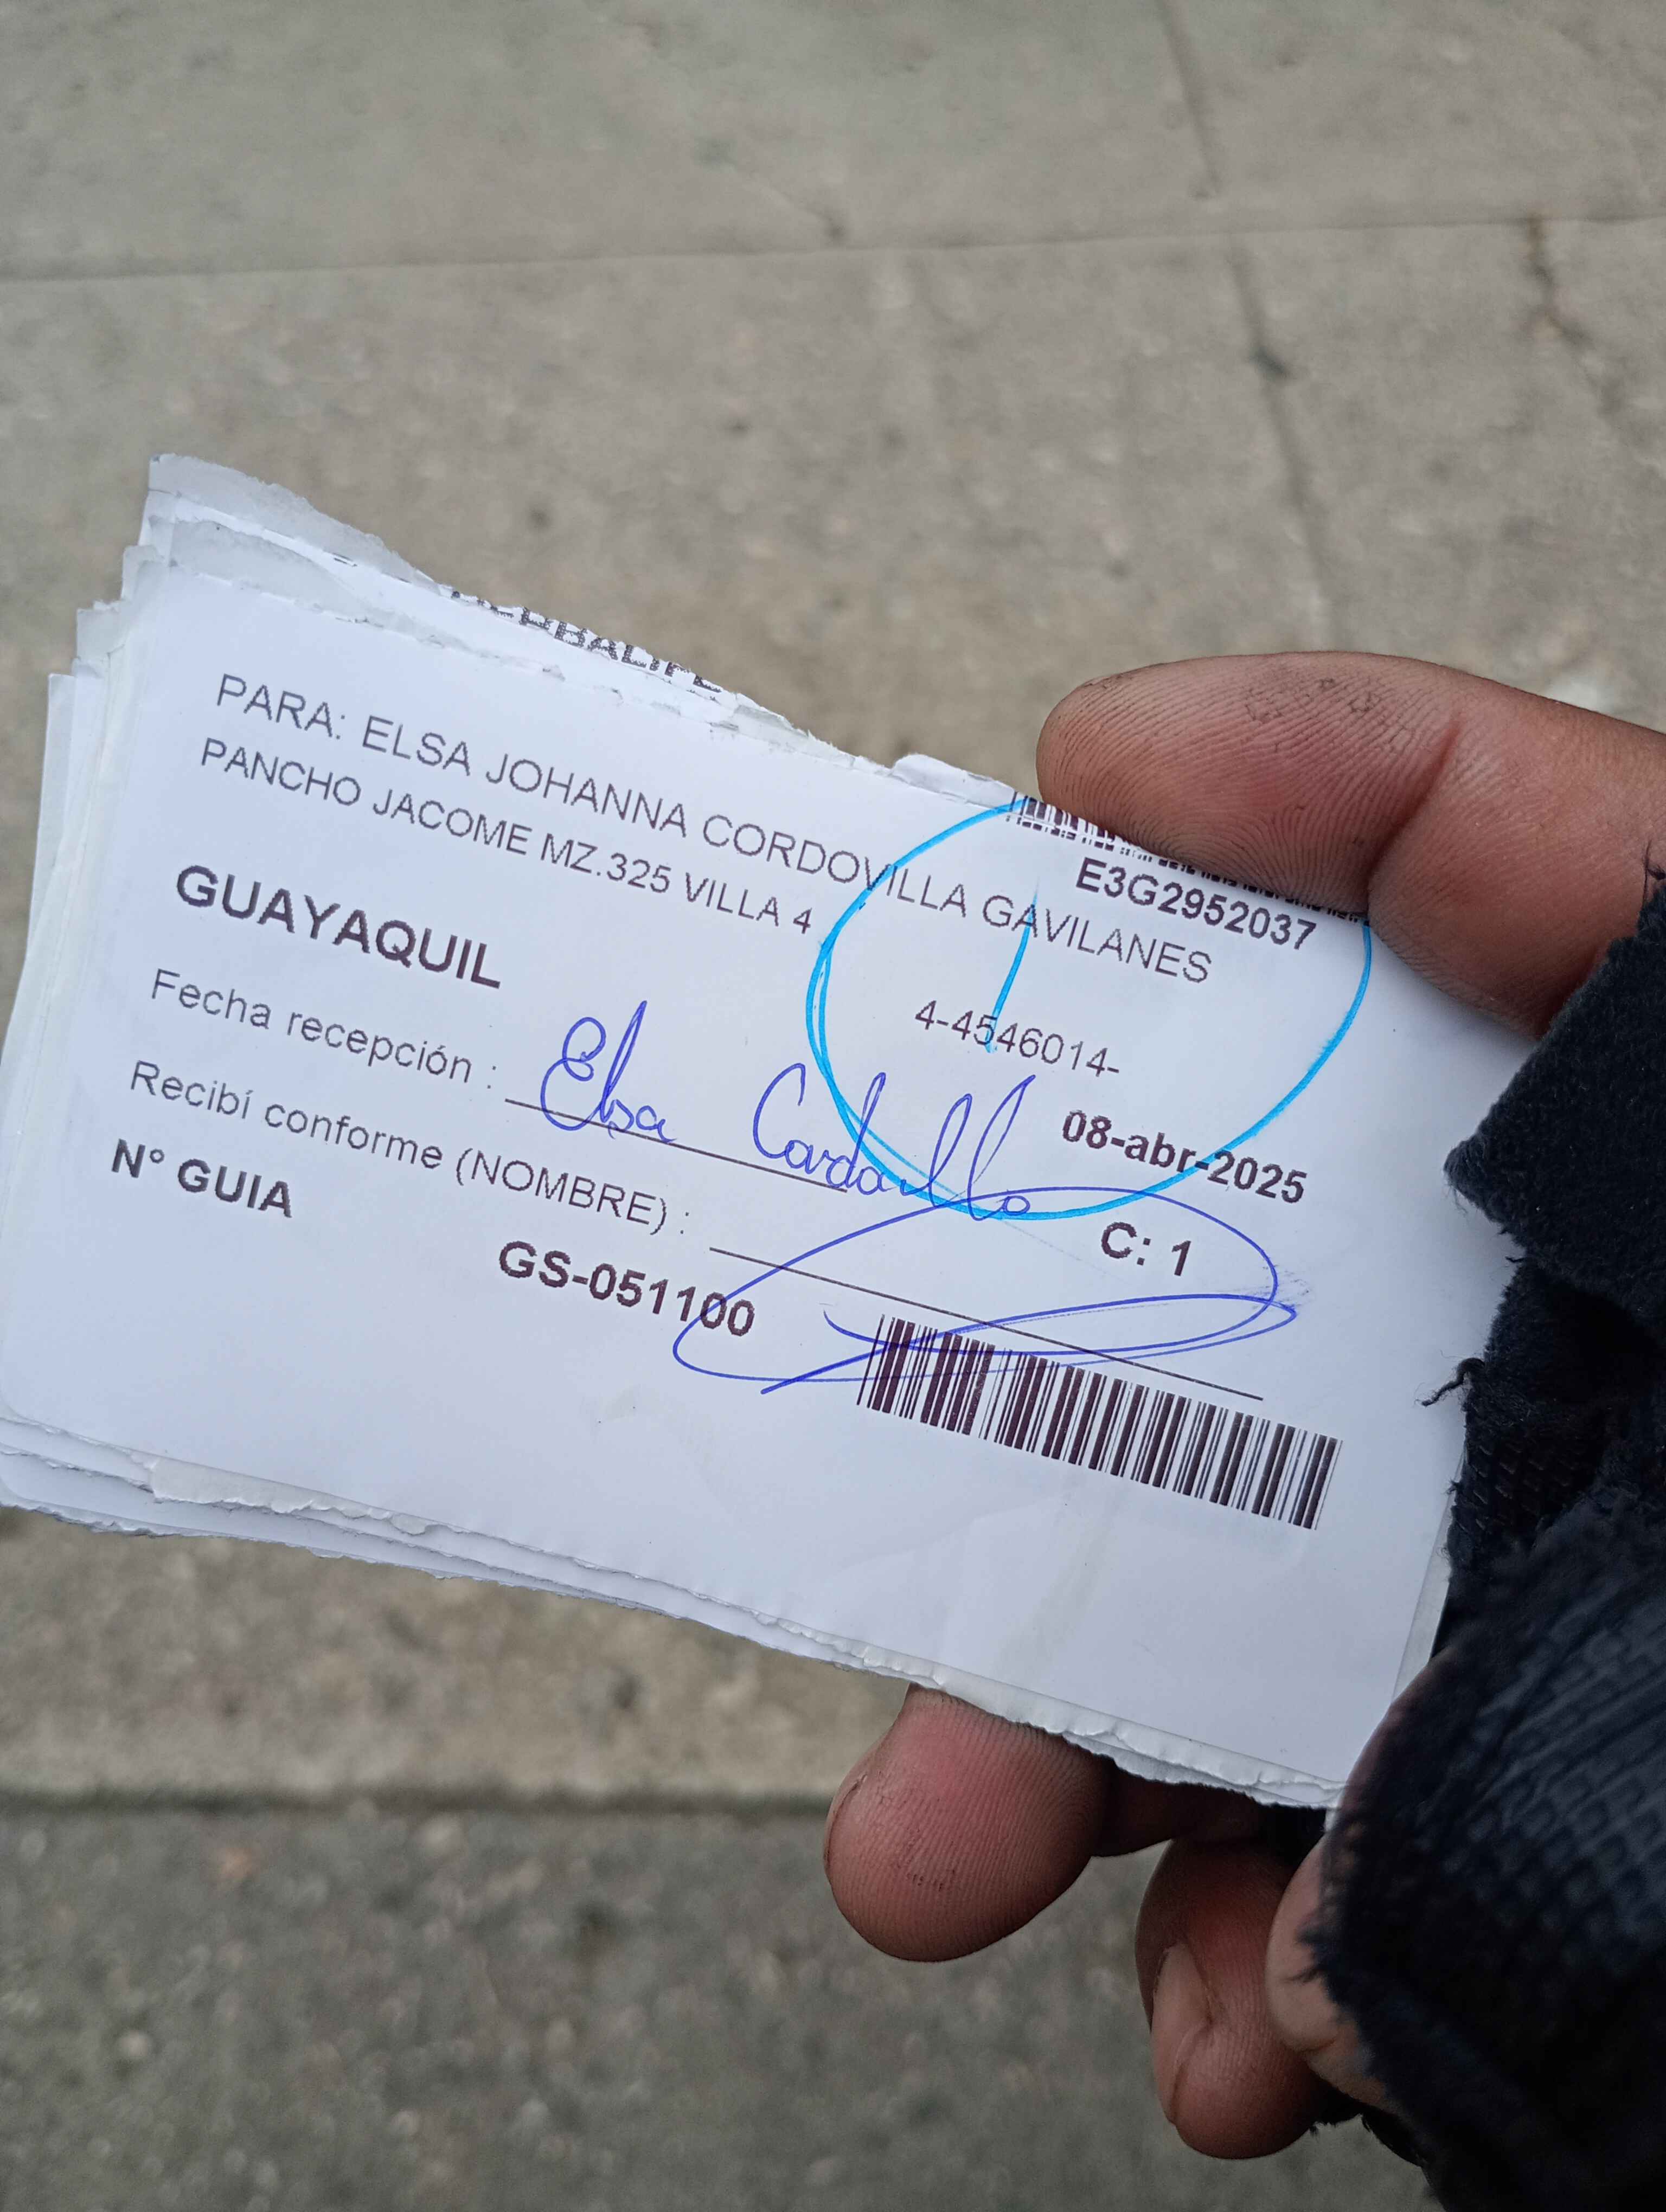 HERBALIFE
E3G2952037
PARA: ELSA JOHANNA CORDOVILLA GAVILANES
PANCHO JACOME MZ.325 VILLA 4
4-4546014-
GUAYAQUIL
08-abr-2025
Fecha recepción : Elsa Cordovilla
C: 1
Recibí conforme (NOMBRE) :
N° GUIA
GS-051100